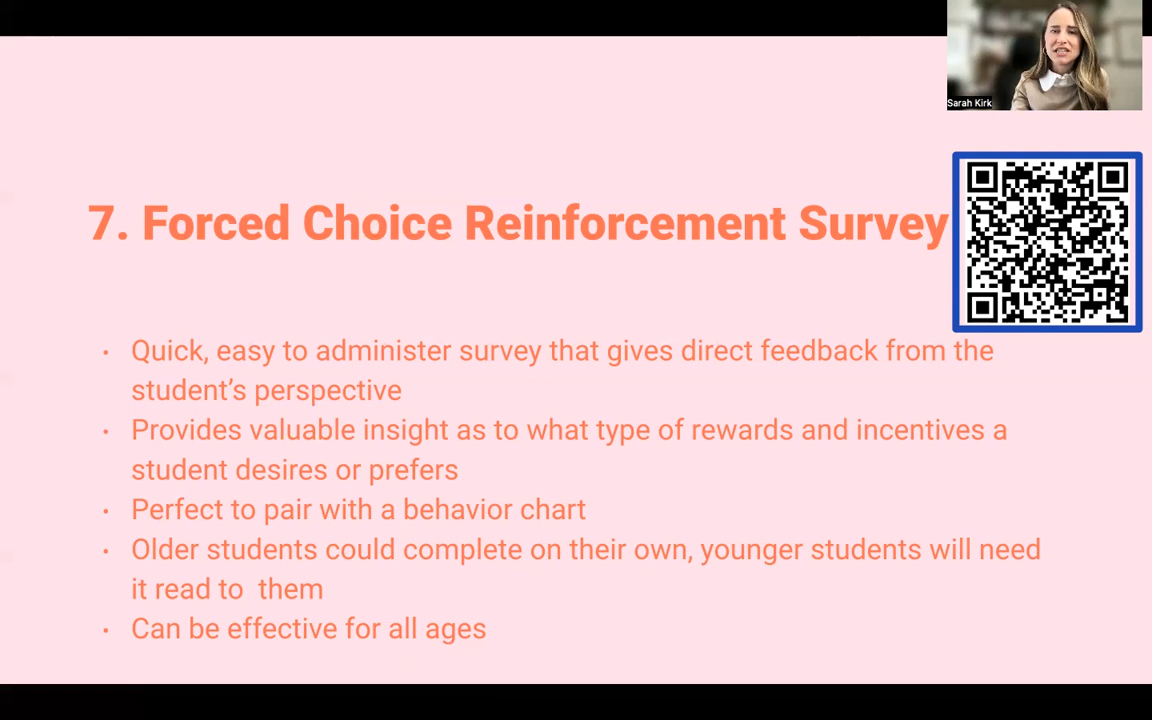 Sarah Kirk
7. Forced Choice Reinforcement Survey
• Quick, easy to administer survey that gives direct feedback from the
student’s perspective
• Provides valuable insight as to what type of rewards and incentives a
student desires or prefers
• Perfect to pair with a behavior chart
• Older students could complete on their own, younger students will need
it read to  them
• Can be effective for all ages